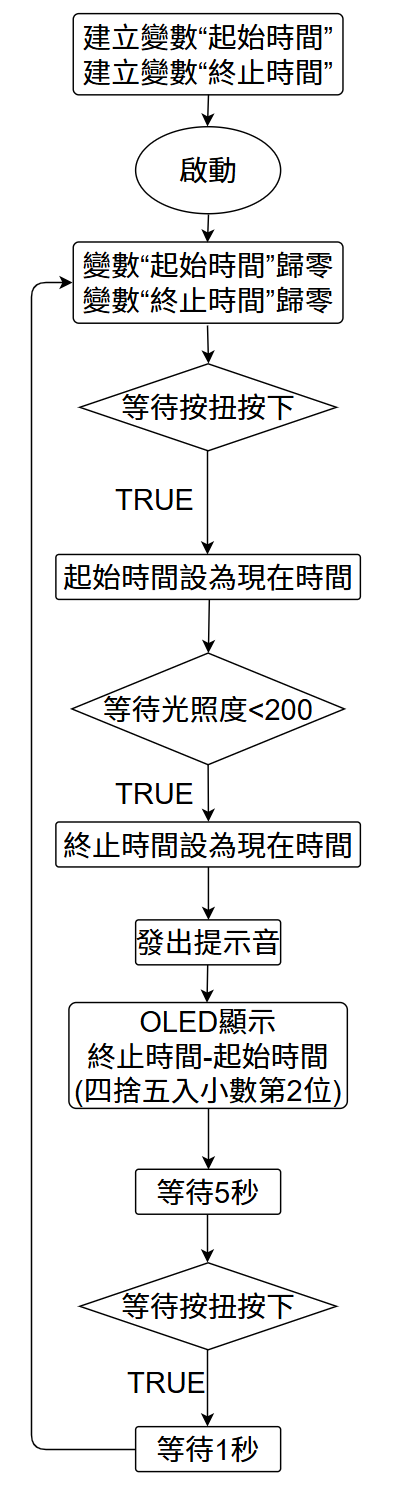 建立變數“起始時間”
建立變數“終止時間”
啟動
變數“起始時間”歸零
變數“終止時間”歸零
等待按扭按下
TRUE
起始時間設為現在時間
等待光照度<200
TRUE
終止時間設為現在時間
發出提示音
OLED顯示
終止時間-起始時間
(四捨五入小數第2位)
等待5秒
等待按扭按下
TRUE
等待1秒